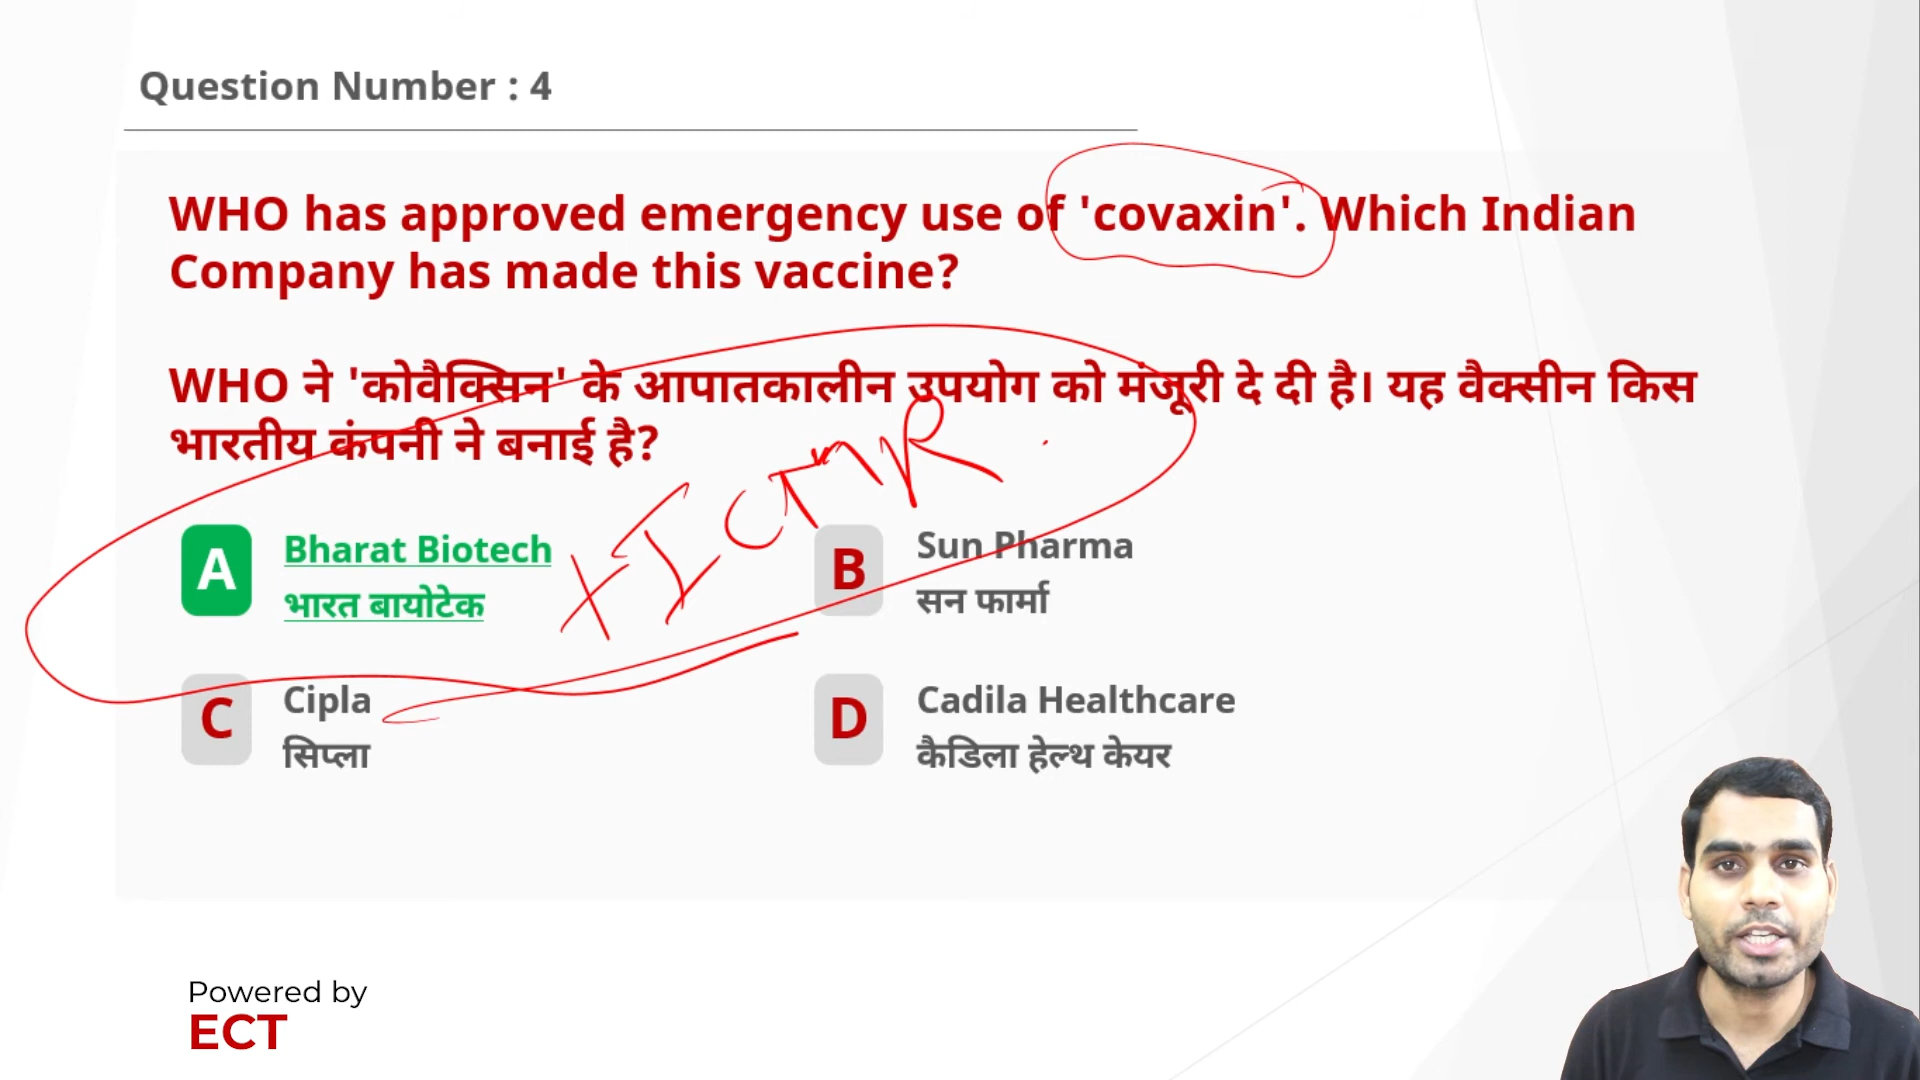 Question Number : 4
WHO has approved emergency use of 'covaxin'. Which Indian
Company has made this vaccine?
WHO ने 'कोवैक्सिन' के आपातकालीन उपयोग को मंजूरी दे दी है। यह वैक्सीन किस
भारतीय कंपनी ने बनाई है?
+ICMR
A Bharat Biotech
भारत बायोटेक
B Sun Pharma
सन फार्मा
C Cipla
सिप्ला
D Cadila Healthcare
कैडिला हेल्थ केयर
Powered by
ECT